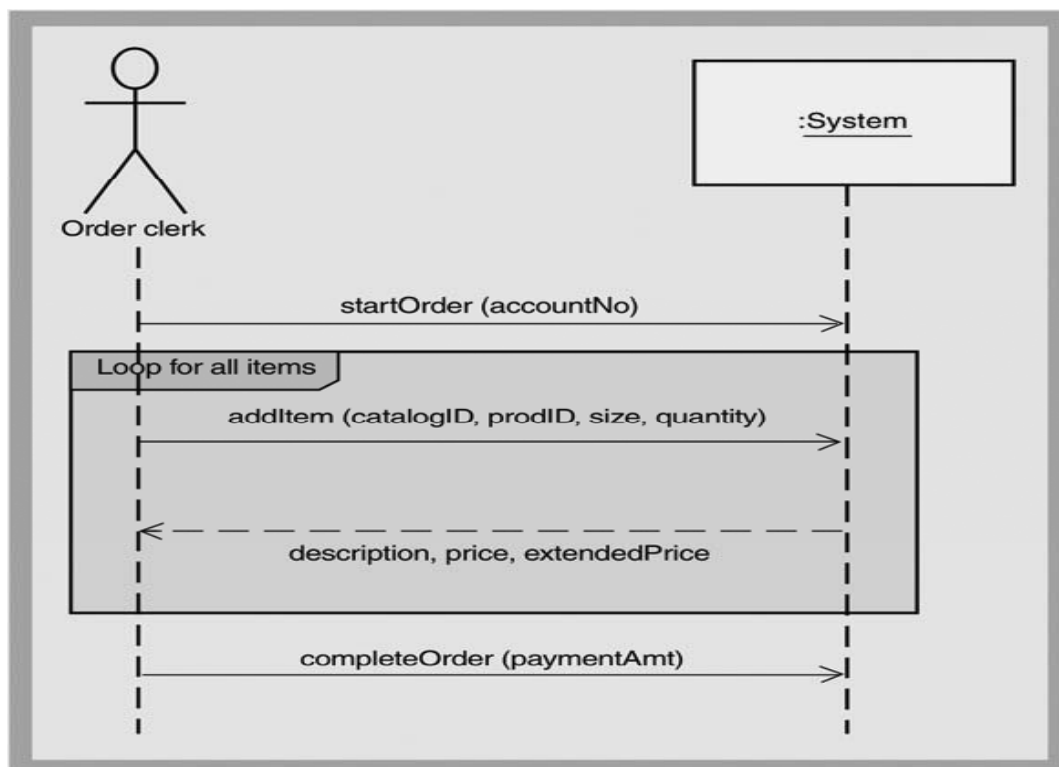 :System
Order clerk
startOrder (accountNo)
Loop for all items
addItem (catalogID, prodID, size, quantity)
description, price, extendedPrice
completeOrder (paymentAmt)